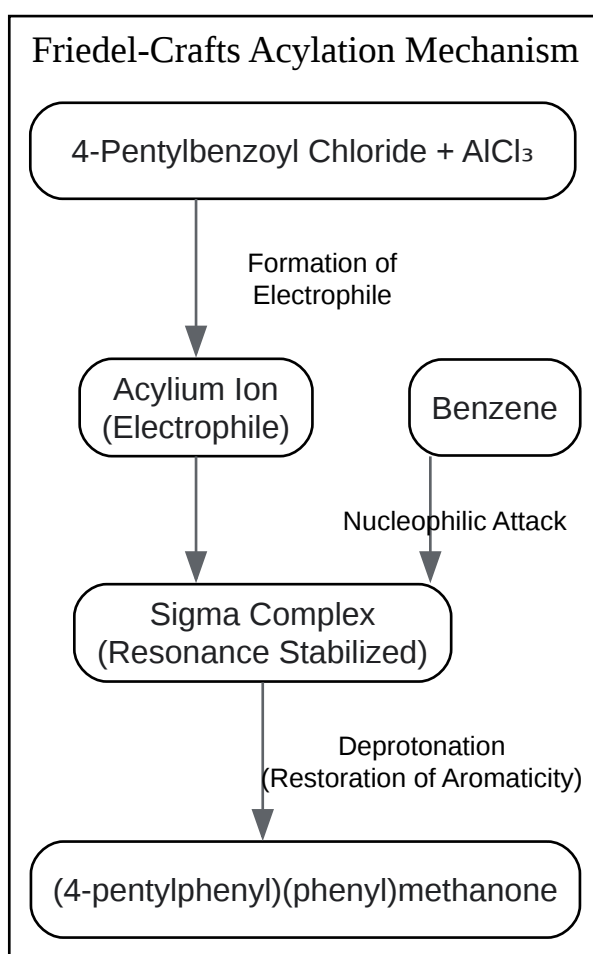 Friedel-Crafts Acylation Mechanism
4-Pentylbenzoyl Chloride + AlCl₃
Formation of
Electrophile
Acylium Ion
(Electrophile)
Benzene
Nucleophilic Attack
Sigma Complex
(Resonance Stabilized)
Deprotonation
(Restoration of Aromaticity)
(4-pentylphenyl)(phenyl)methanone